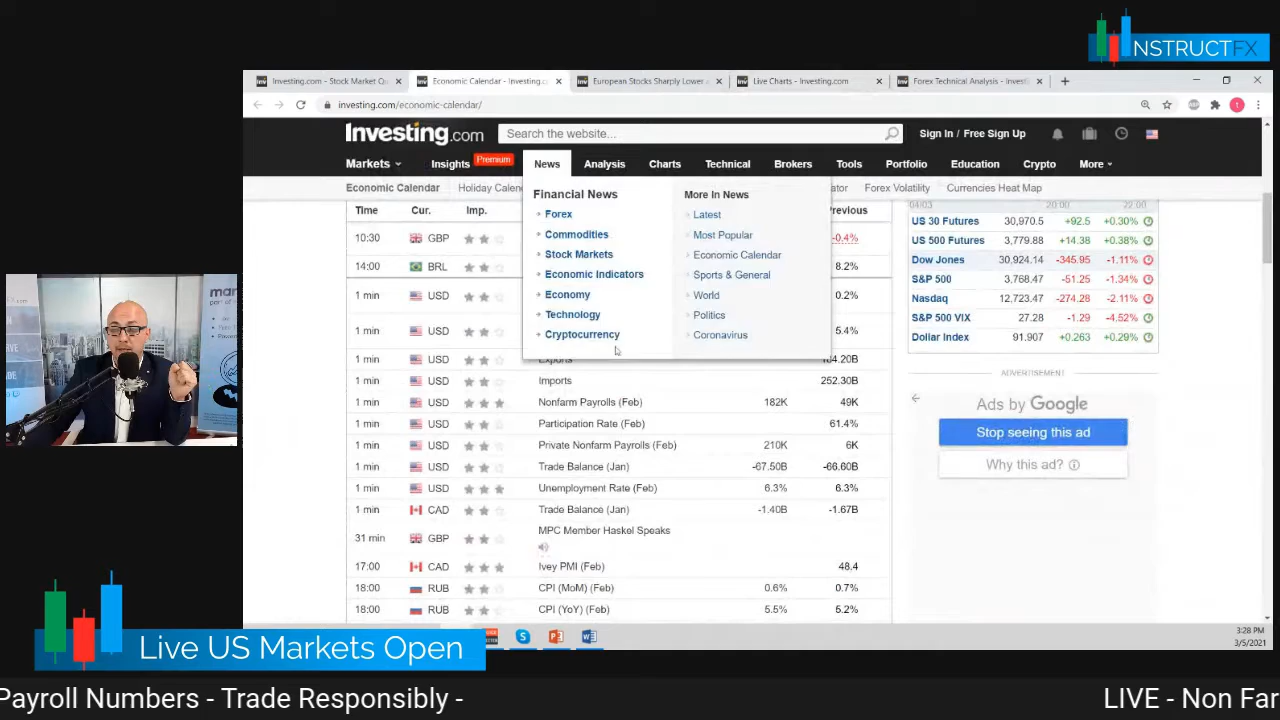 NSTRUCTFX
Investing.com - Stock Market Qu
Economic Calendar - Investing.c
European Stocks Sharply Lower
Live Charts - Investing.com
Forex Technical Analysis - Invest
investing.com/economic-calendar/
Investing.com
Search the website...
Sign In / Free Sign Up
Markets
Insights
Premium
News
Analysis
Charts
Technical
Brokers
Tools
Portfolio
Education
Crypto
More
Economic Calendar
Holiday Calen
ator
Forex Volatility
Currencies Heat Map
Financial News
Forex
Commodities
Stock Markets
Economic Indicators
Economy
Technology
Cryptocurrency
More In News
Latest
Most Popular
Economic Calendar
Sports & General
World
Politics
Coronavirus
Time Cur. Imp. Previous
10:30 GBP -0.4%
14:00 BRL 8.2%
1 min USD 0.2%
1 min USD 5.4%
1 min USD Exports
1 min USD Imports 252.30B
1 min USD Nonfarm Payrolls (Feb) 182K 49K
1 min USD Participation Rate (Feb) 61.4%
1 min USD Private Nonfarm Payrolls (Feb) 210K 6K
1 min USD Trade Balance (Jan) -67.50B -66.60B
1 min USD Unemployment Rate (Feb) 6.3% 6.3%
1 min CAD Trade Balance (Jan) -1.40B -1.67B
31 min GBP MPC Member Haskel Speaks
17:00 CAD Ivey PMI (Feb) 48.4
18:00 RUB CPI (MoM) (Feb) 0.6% 0.7%
18:00 RUB CPI (YoY) (Feb) 5.5% 5.2%
04/03 20:00 22:00
US 30 Futures 30,970.5 +92.5 +0.30%
US 500 Futures 3,779.88 +14.38 +0.38%
Dow Jones 30,924.14 -345.95 -1.11%
S&P 500 3,768.47 -51.25 -1.34%
Nasdaq 12,723.47 -274.28 -2.11%
S&P 500 VIX 27.28 -1.29 -4.52%
Dollar Index 91.907 +0.263 +0.29%
ADVERTISEMENT
Ads by Google
Stop seeing this ad
Why this ad?
3:28 PM
3/5/2021
Live US Markets Open
Payroll Numbers - Trade Responsibly -
LIVE - Non Far